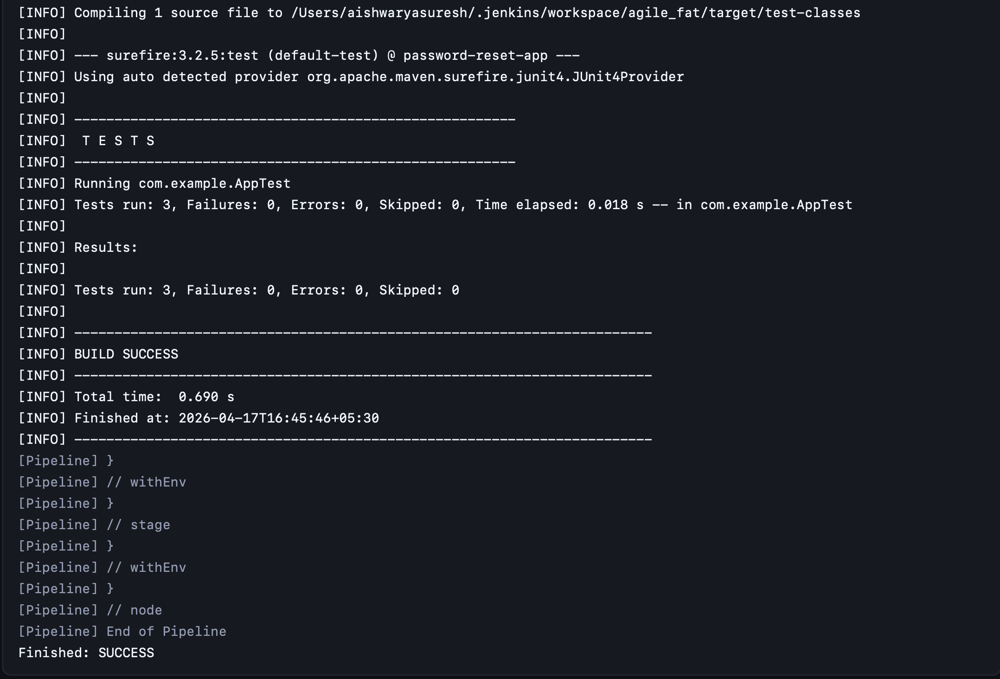 [INFO] Compiling 1 source file to /Users/aishwaryasuresh/.jenkins/workspace/agile_fat/target/test-classes
[INFO]
[INFO] --- surefire:3.2.5:test (default-test) @ password-reset-app ---
[INFO] Using auto detected provider org.apache.maven.surefire.junit4.JUnit4Provider
[INFO]
[INFO] -------------------------------------------------------
[INFO]  T E S T S
[INFO] -------------------------------------------------------
[INFO] Running com.example.AppTest
[INFO] Tests run: 3, Failures: 0, Errors: 0, Skipped: 0, Time elapsed: 0.018 s -- in com.example.AppTest
[INFO]
[INFO] Results:
[INFO]
[INFO] Tests run: 3, Failures: 0, Errors: 0, Skipped: 0
[INFO]
[INFO] ------------------------------------------------------------------------
[INFO] BUILD SUCCESS
[INFO] ------------------------------------------------------------------------
[INFO] Total time:  0.690 s
[INFO] Finished at: 2026-04-17T16:45:46+05:30
[INFO] ------------------------------------------------------------------------
[Pipeline] }
[Pipeline] // withEnv
[Pipeline] }
[Pipeline] // stage
[Pipeline] }
[Pipeline] // withEnv
[Pipeline] }
[Pipeline] // node
[Pipeline] End of Pipeline
Finished: SUCCESS